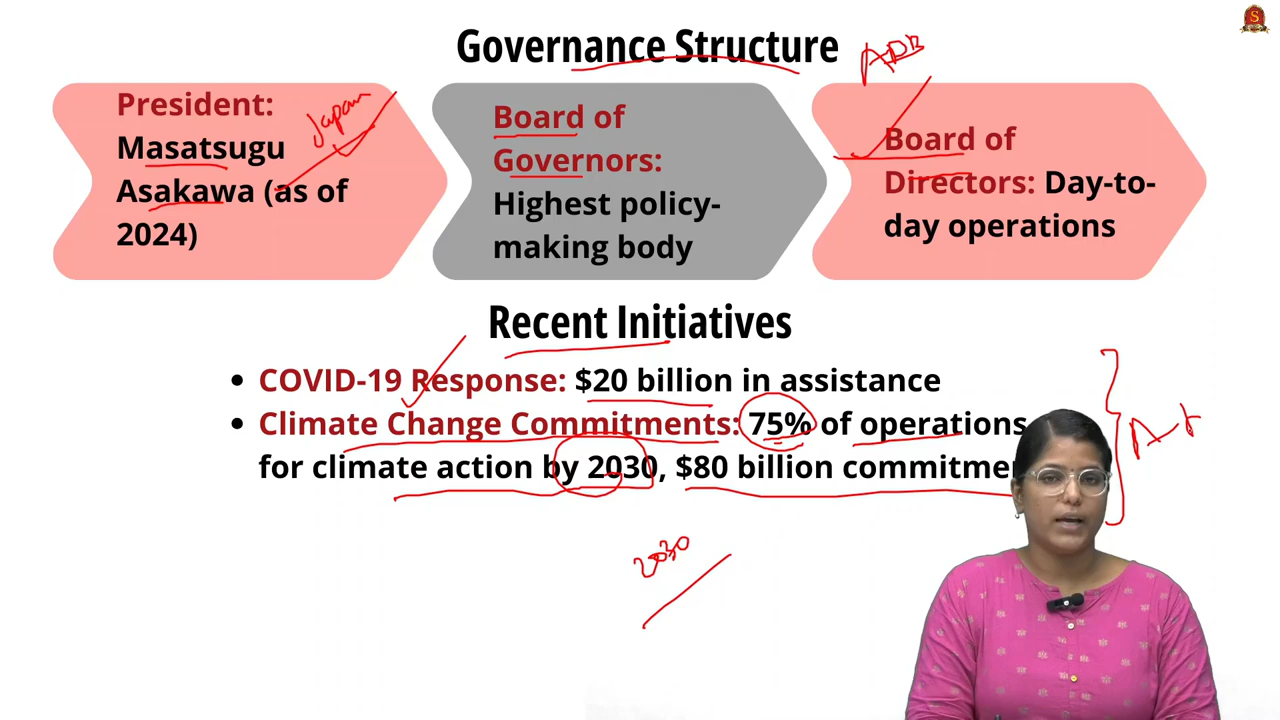 Governance Structure
ADB
President:
Masatsugu
Asakawa (as of
2024)
Japan
Board of
Governors:
Highest policy-
making body
Board of
Directors: Day-to-
day operations
Recent Initiatives
• COVID-19 Response: $20 billion in assistance
• Climate Change Commitments: 75% of operations
for climate action by 2030, $80 billion
2030